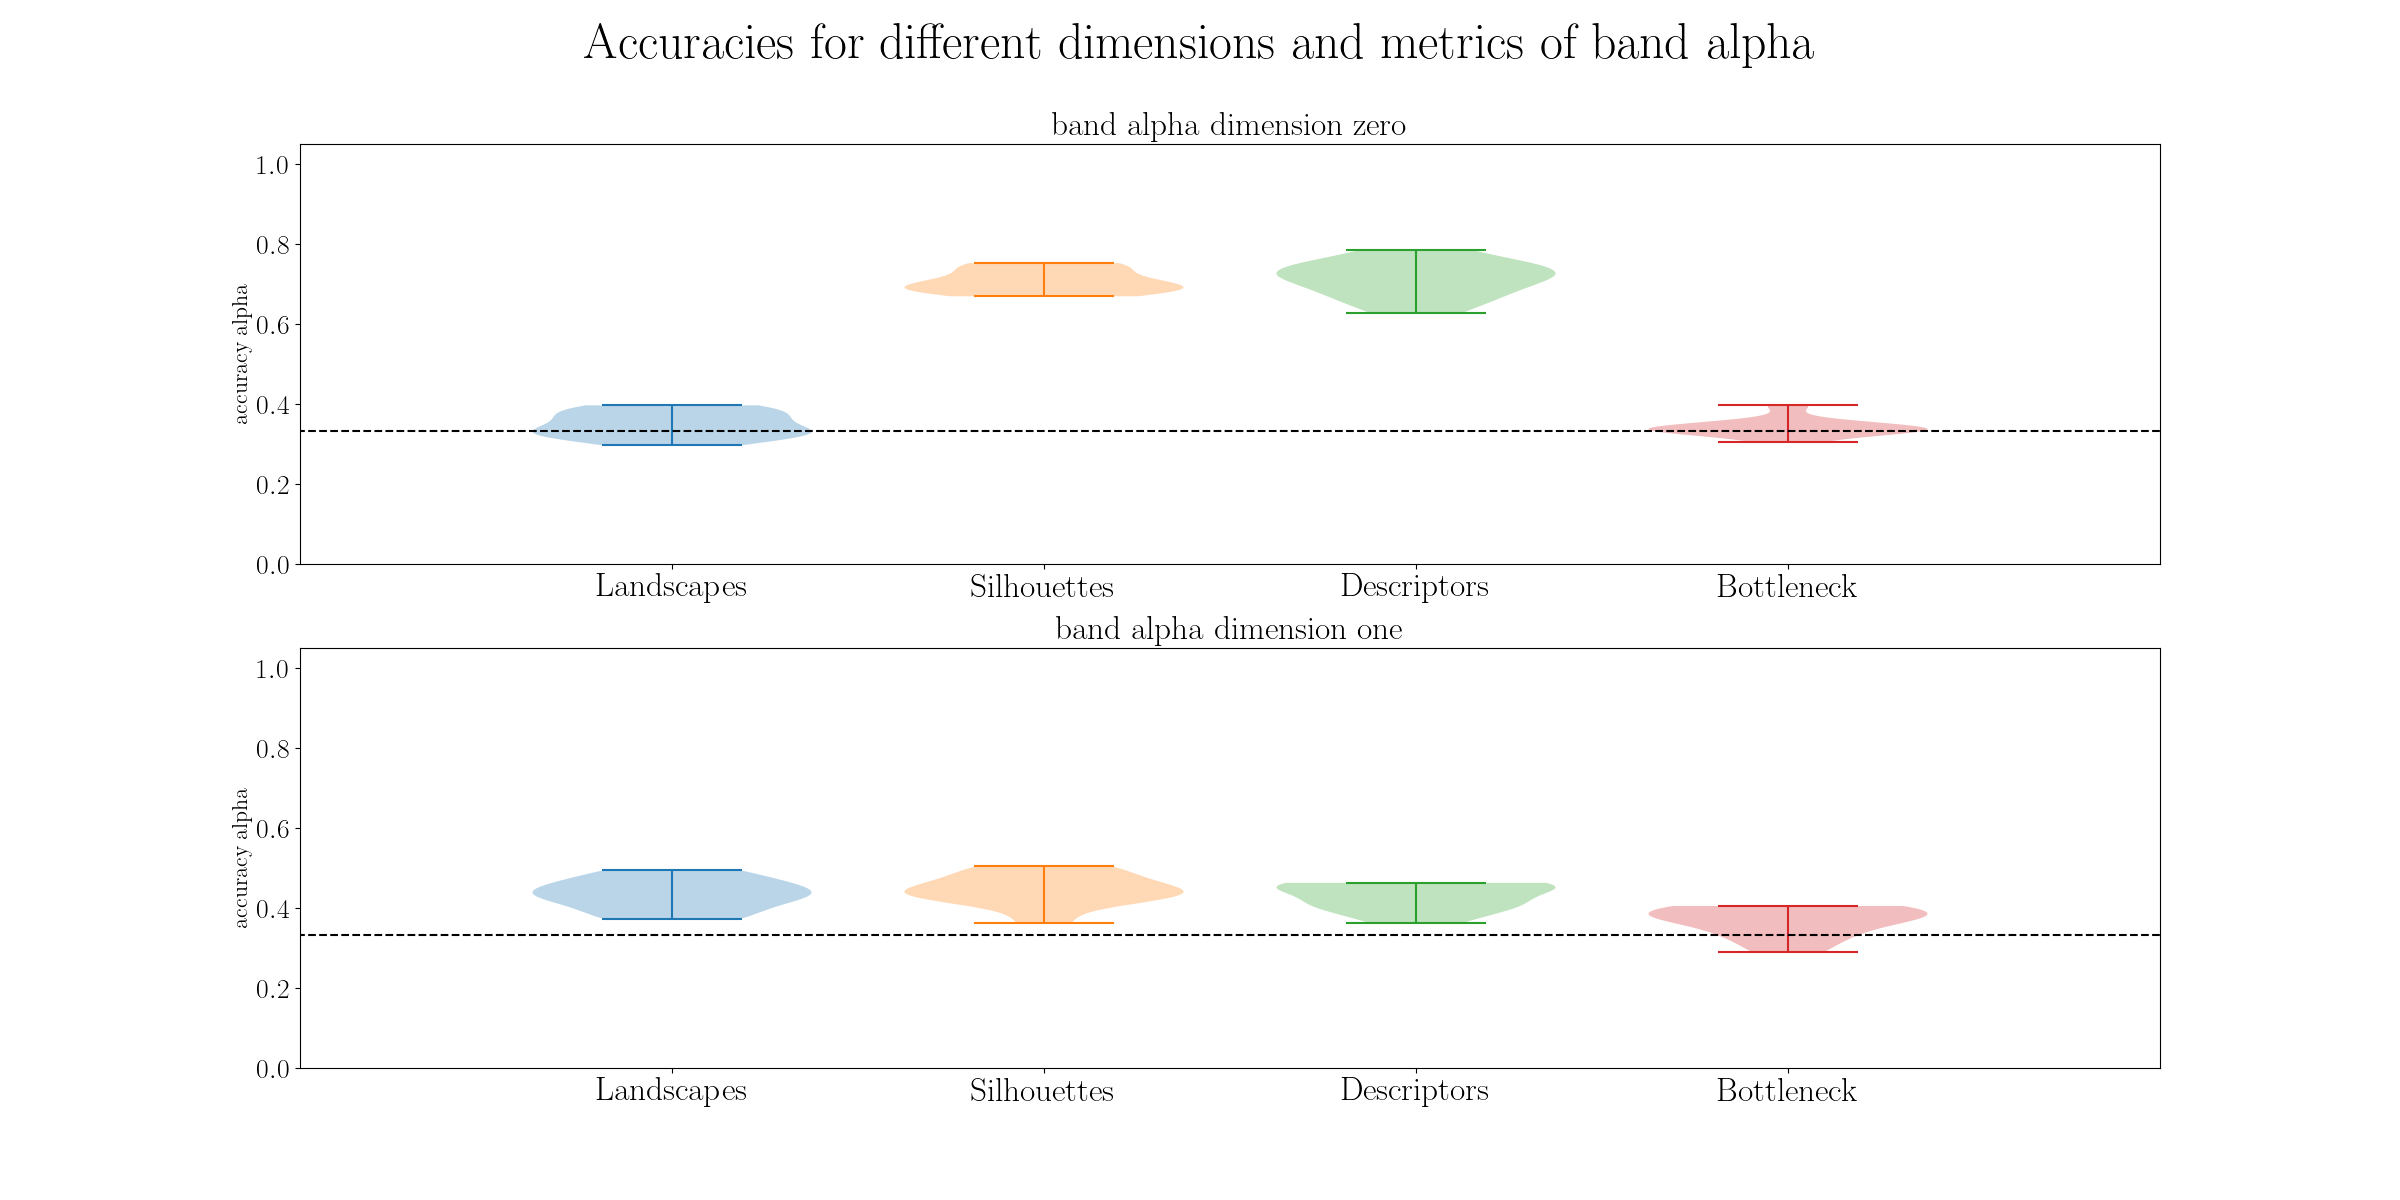 Accuracies for different dimensions and metrics of band alpha
band alpha dimension zero
accuracy alpha
1.0
0.8
0.6
0.4
0.2
0.0
Landscapes Silhouettes Descriptors Bottleneck
band alpha dimension one
accuracy alpha
1.0
0.8
0.6
0.4
0.2
0.0
Landscapes Silhouettes Descriptors Bottleneck